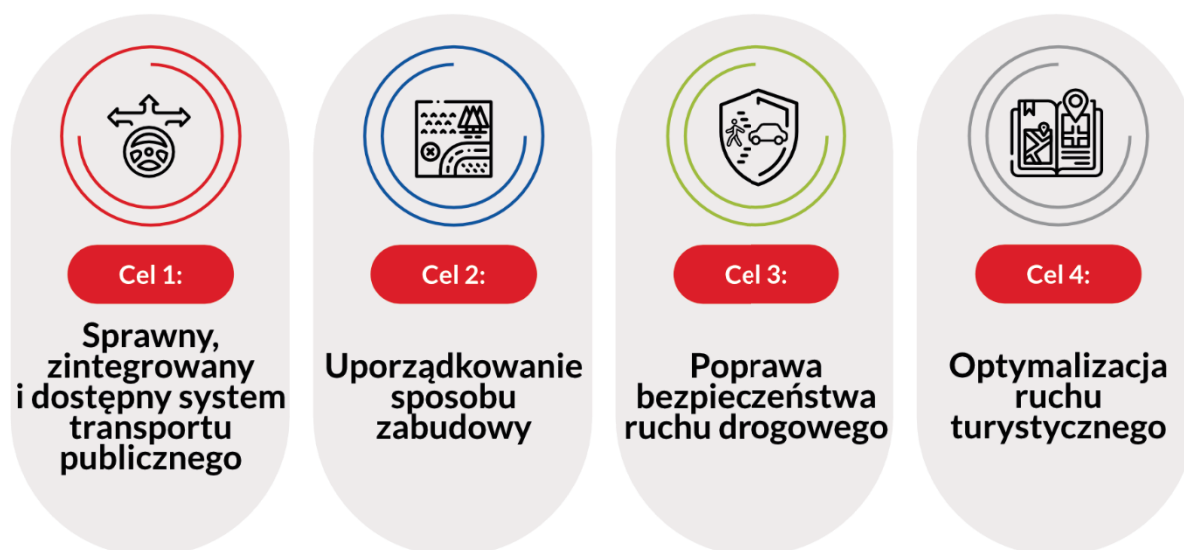 Cel 1:
Sprawny,
zintegrowany
i dostępny system
transportu
publicznego
Cel 2:
Uporządkowanie
sposobu
zabudowy
Cel 3:
Poprawa
bezpieczeństwa
ruchu drogowego
Cel 4:
Optymalizacja
ruchu
turystycznego